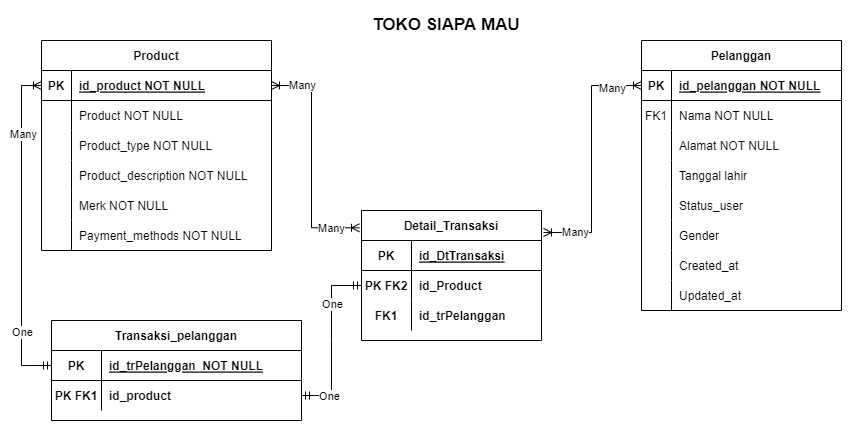 TOKO SIAPA MAU
Product
PK id_product NOT NULL
Product NOT NULL
Product_type NOT NULL
Product_description NOT NULL
Merk NOT NULL
Payment_methods NOT NULL
Many
Many
Many
One
Transaksi_pelanggan
PK id_trPelanggan NOT NULL
PK FK1 id_product
One
One
Detail_Transaksi
PK id_DtTransaksi
PK FK2 id_Product
FK1 id_trPelanggan
Many
Many
Pelanggan
PK id_pelanggan NOT NULL
FK1 Nama NOT NULL
Alamat NOT NULL
Tanggal lahir
Status_user
Gender
Created_at
Updated_at